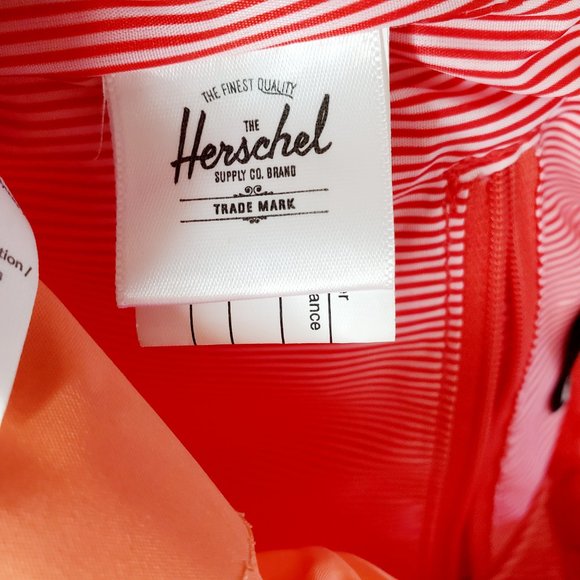 THE FINEST QUALITY
THE
Herschel
SUPPLY CO. BRAND
TRADE MARK